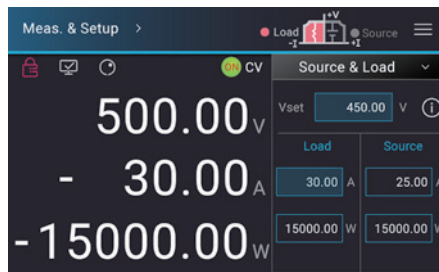 Meas. & Setup >
Load +V -I +I Source
ON CV
Source & Load
500.00 V
- 30.00 A
-15000.00 W
Vset 450.00 V i
Load Source
30.00 A 25.00 A
15000.00 W 15000.00 W